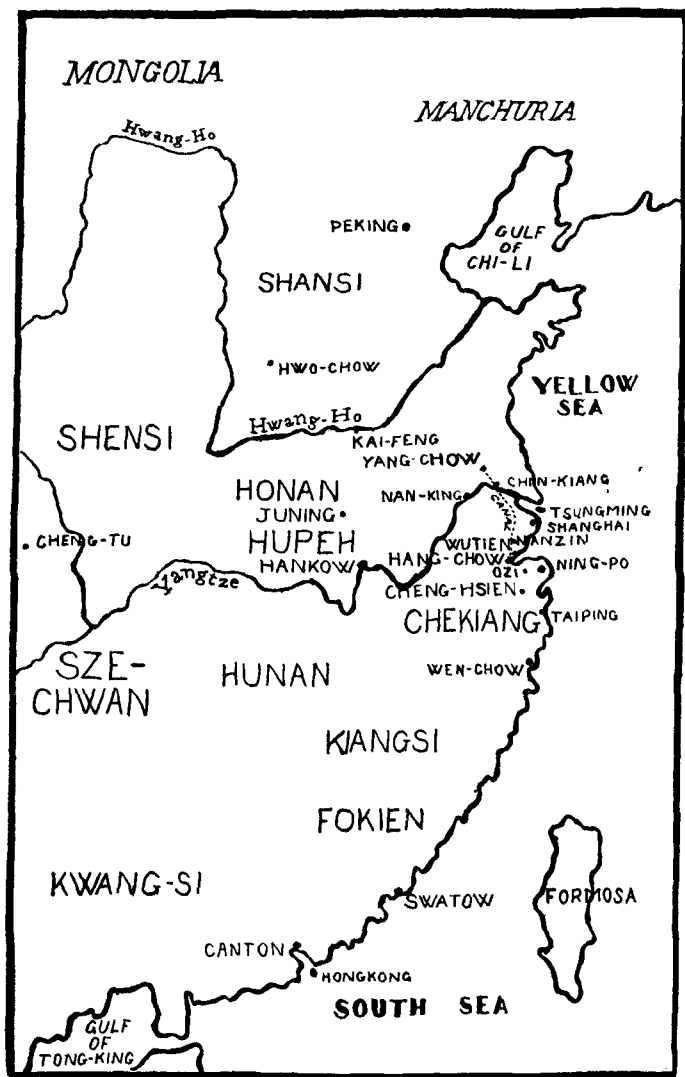 MONGOLIA
MANCHURIA
Hwang-Ho
PEKING
GULF
OF
CHI-LI
SHANSI
HWO-CHOW
YELLOW
SEA
Hwang-Ho
KAI-FENG
SHENSI
YANG-CHOW
CHIN-KIANG
HONAN
NAN-KING
JUNING
TSUNGMING
SHANGHAI
CHENG-TU
HUPEH
WUTIEN
NANZIN
HANKOW
HANG-CHOW
OZI
NING-PO
Yangtze
CHENG-HSIEN
CHEKIANG
TAIPING
SZE-
CHWAN
HUNAN
WEN-CHOW
KIANGSI
FOKIEN
KWANG-SI
SWATOW
FORMOSA
CANTON
HONGKONG
SOUTH SEA
GULF
OF
TONG-KING